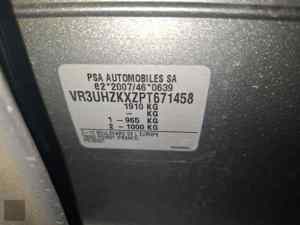 PSA AUTOMOBILES SA
e2*2007/46*0639
VR3UHZKXZPT671458
1910 KG
- KG
1 - 965 KG
2 - 1000 KG